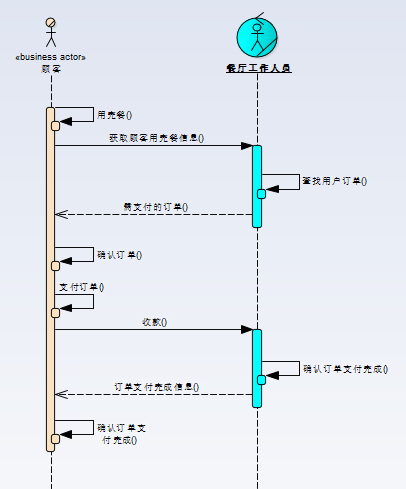 «business actor»
顾客
餐厅工作人员
用完餐()
获取顾客用完餐信息()
查找用户订单()
需支付的订单()
确认订单()
支付订单()
收款()
确认订单支付完成()
订单支付完成信息()
确认订单支
付完成()